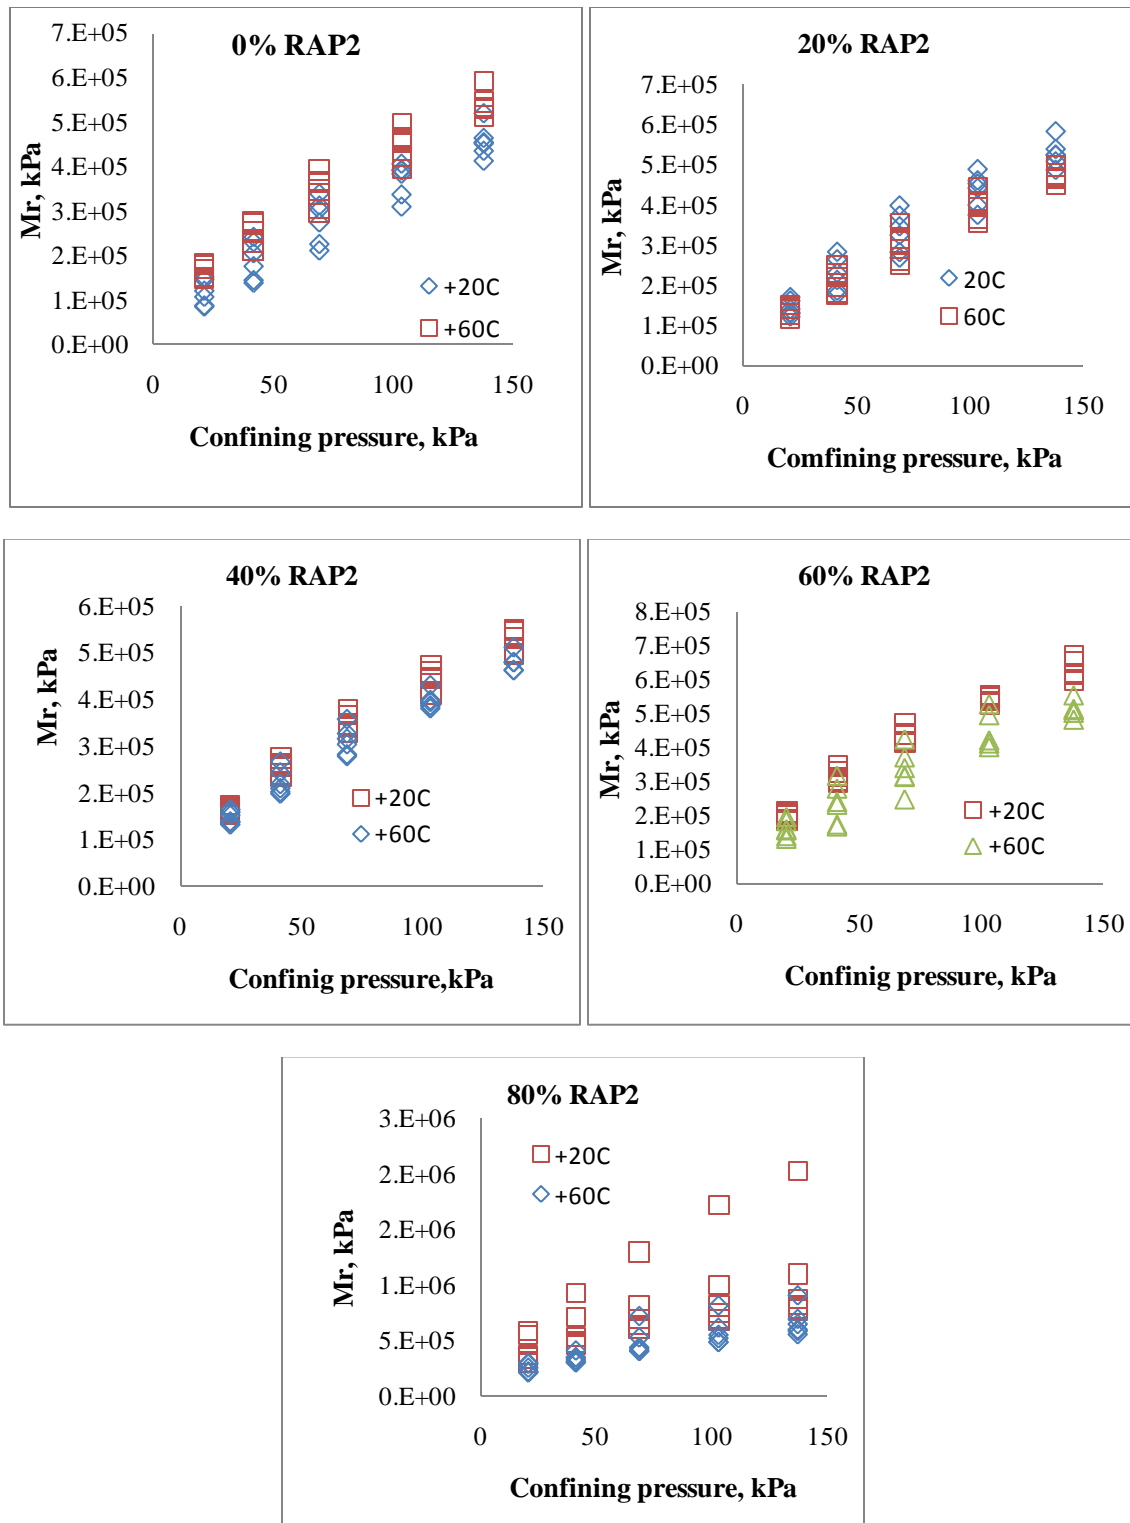 0% RAP2
7.E+05
6.E+05
5.E+05
4.E+05
3.E+05
2.E+05
1.E+05
0.E+00
Mr, kPa
+20C
+60C
0 50 100 150
Confining pressure, kPa
20% RAP2
7.E+05
6.E+05
5.E+05
4.E+05
3.E+05
2.E+05
1.E+05
0.E+00
Mr, kPa
20C
60C
0 50 100 150
Comfining pressure, kPa
40% RAP2
6.E+05
5.E+05
4.E+05
3.E+05
2.E+05
1.E+05
0.E+00
Mr, kPa
+20C
+60C
0 50 100 150
Confinig pressure,kPa
60% RAP2
8.E+05
7.E+05
6.E+05
5.E+05
4.E+05
3.E+05
2.E+05
1.E+05
0.E+00
Mr, kPa
+20C
+60C
0 50 100 150
Confinig pressure, kPa
80% RAP2
3.E+06
2.E+06
2.E+06
1.E+06
5.E+05
0.E+00
Mr, kPa
+20C
+60C
0 50 100 150
Confining pressure, kPa